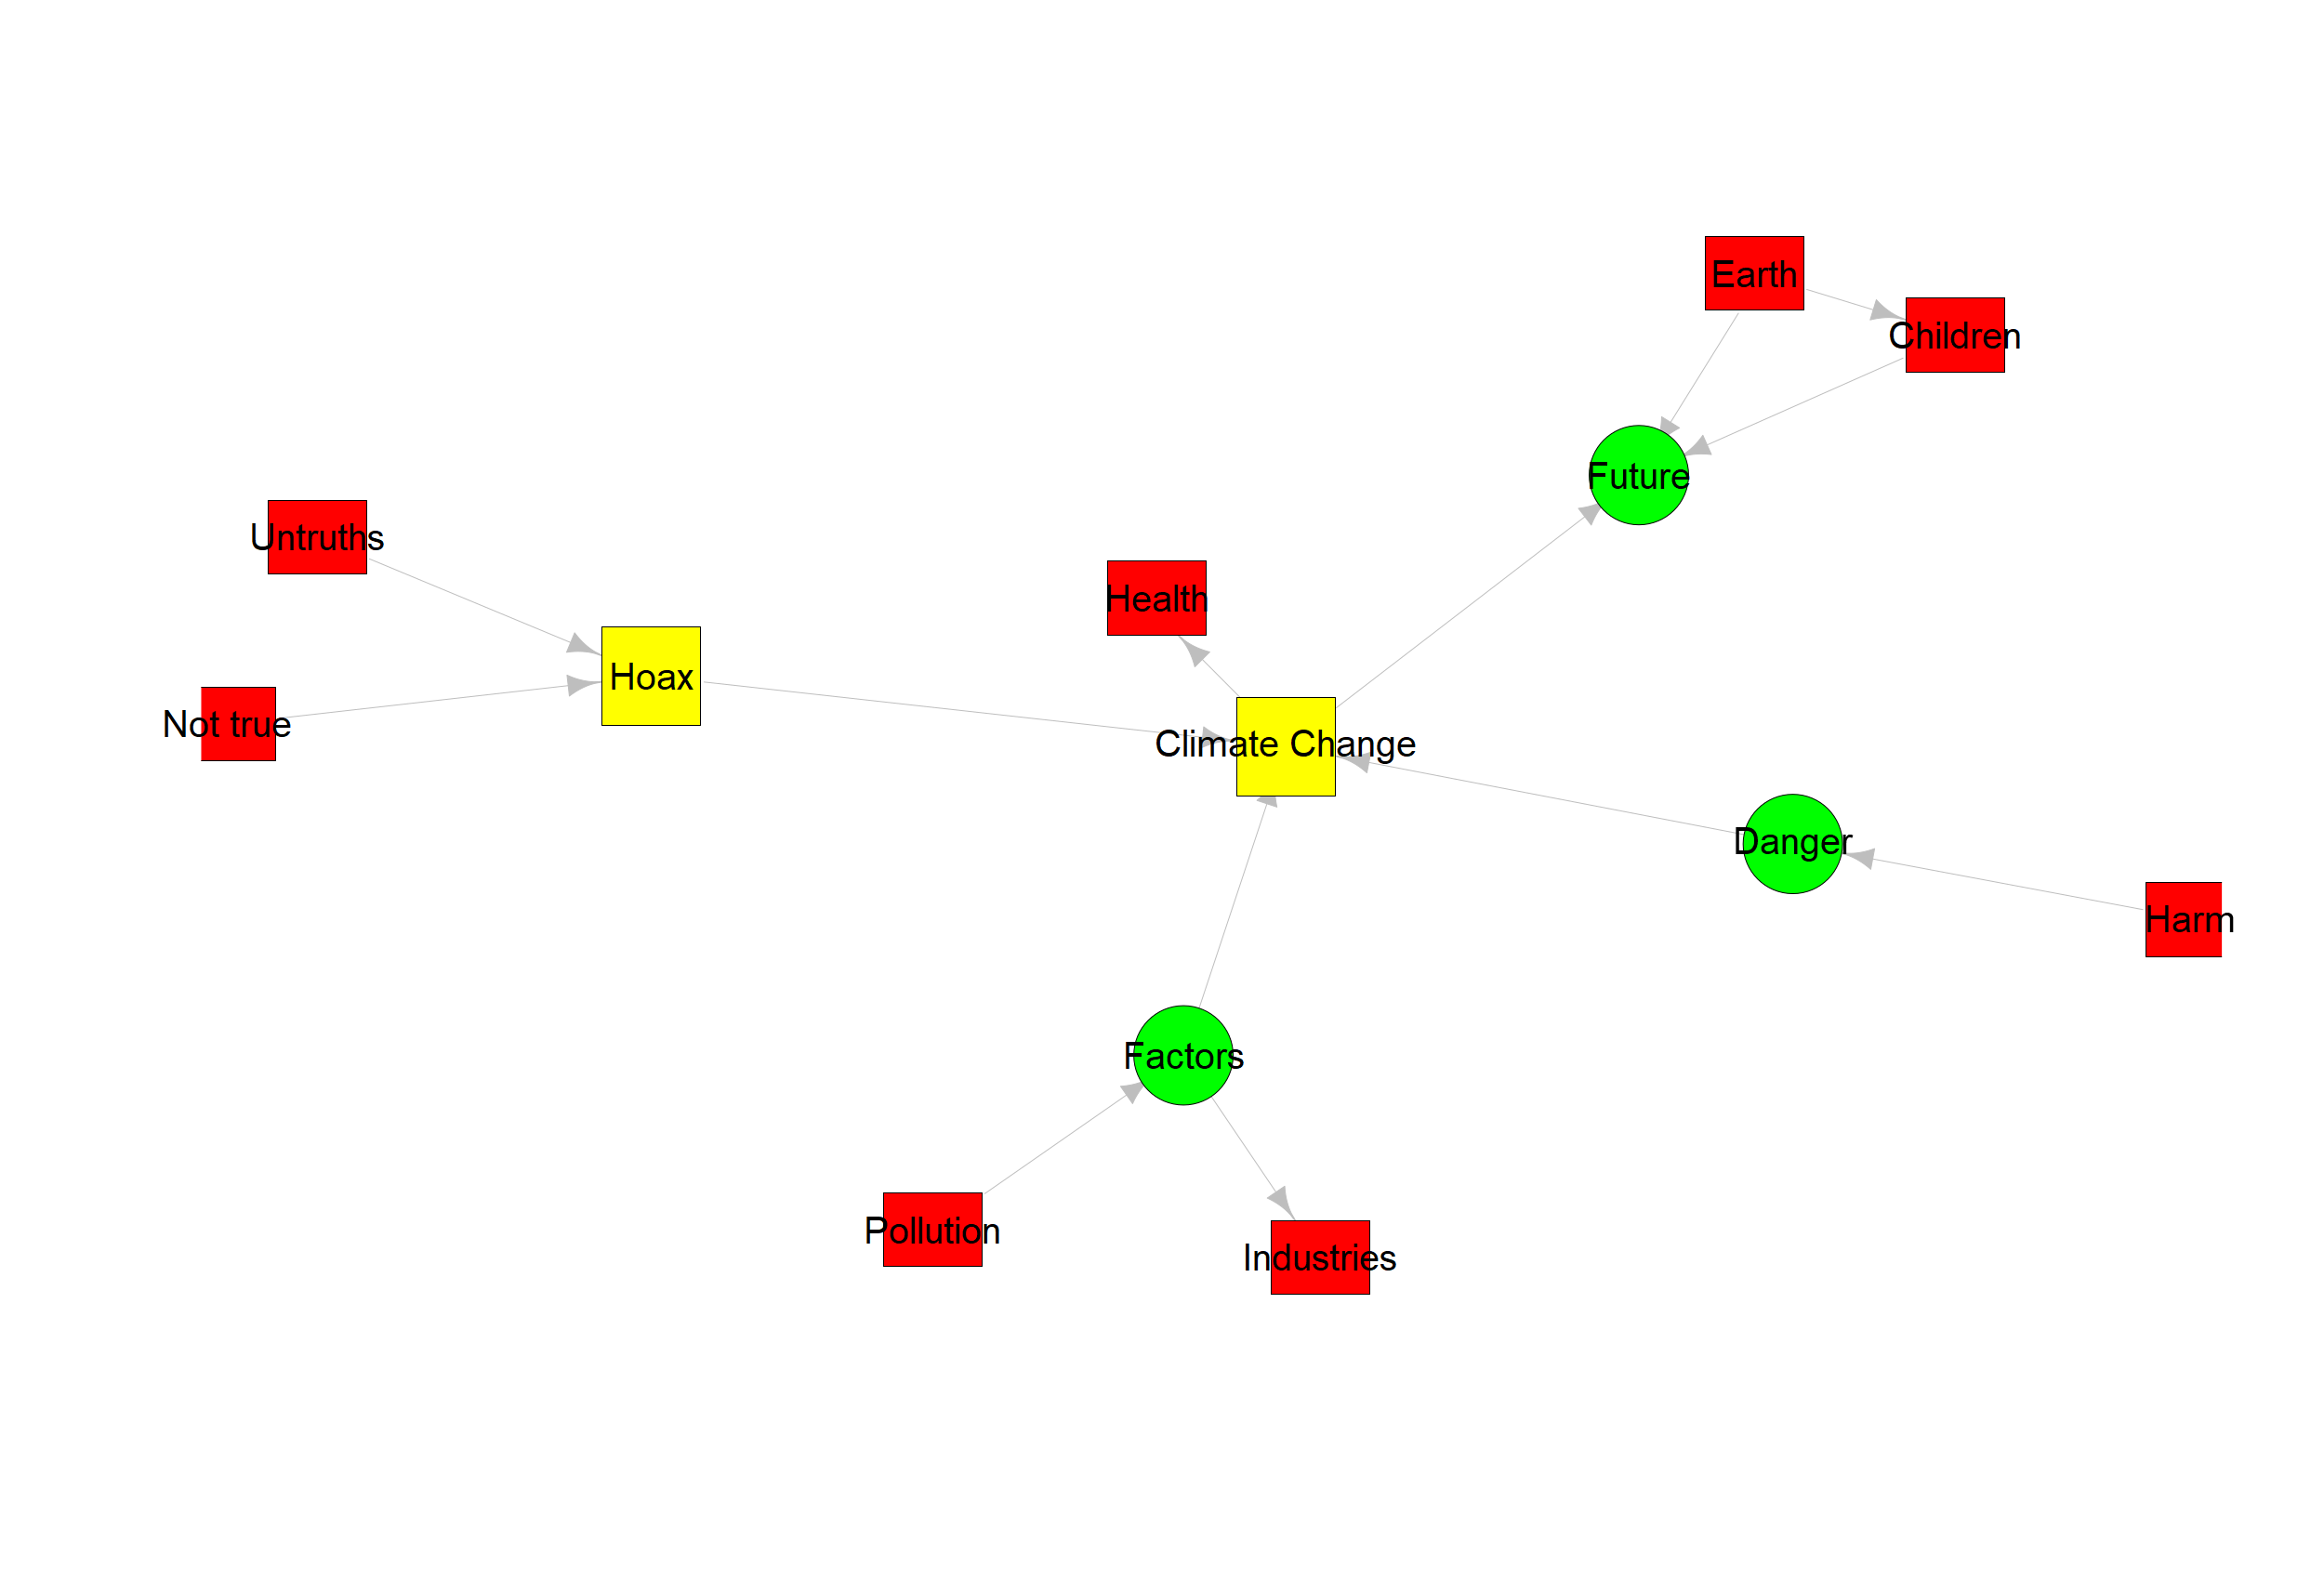 Earth
Children
Future
Untruths
Health
Hoax
Not true
Climate Change
Danger
Harm
Factors
Pollution
Industries